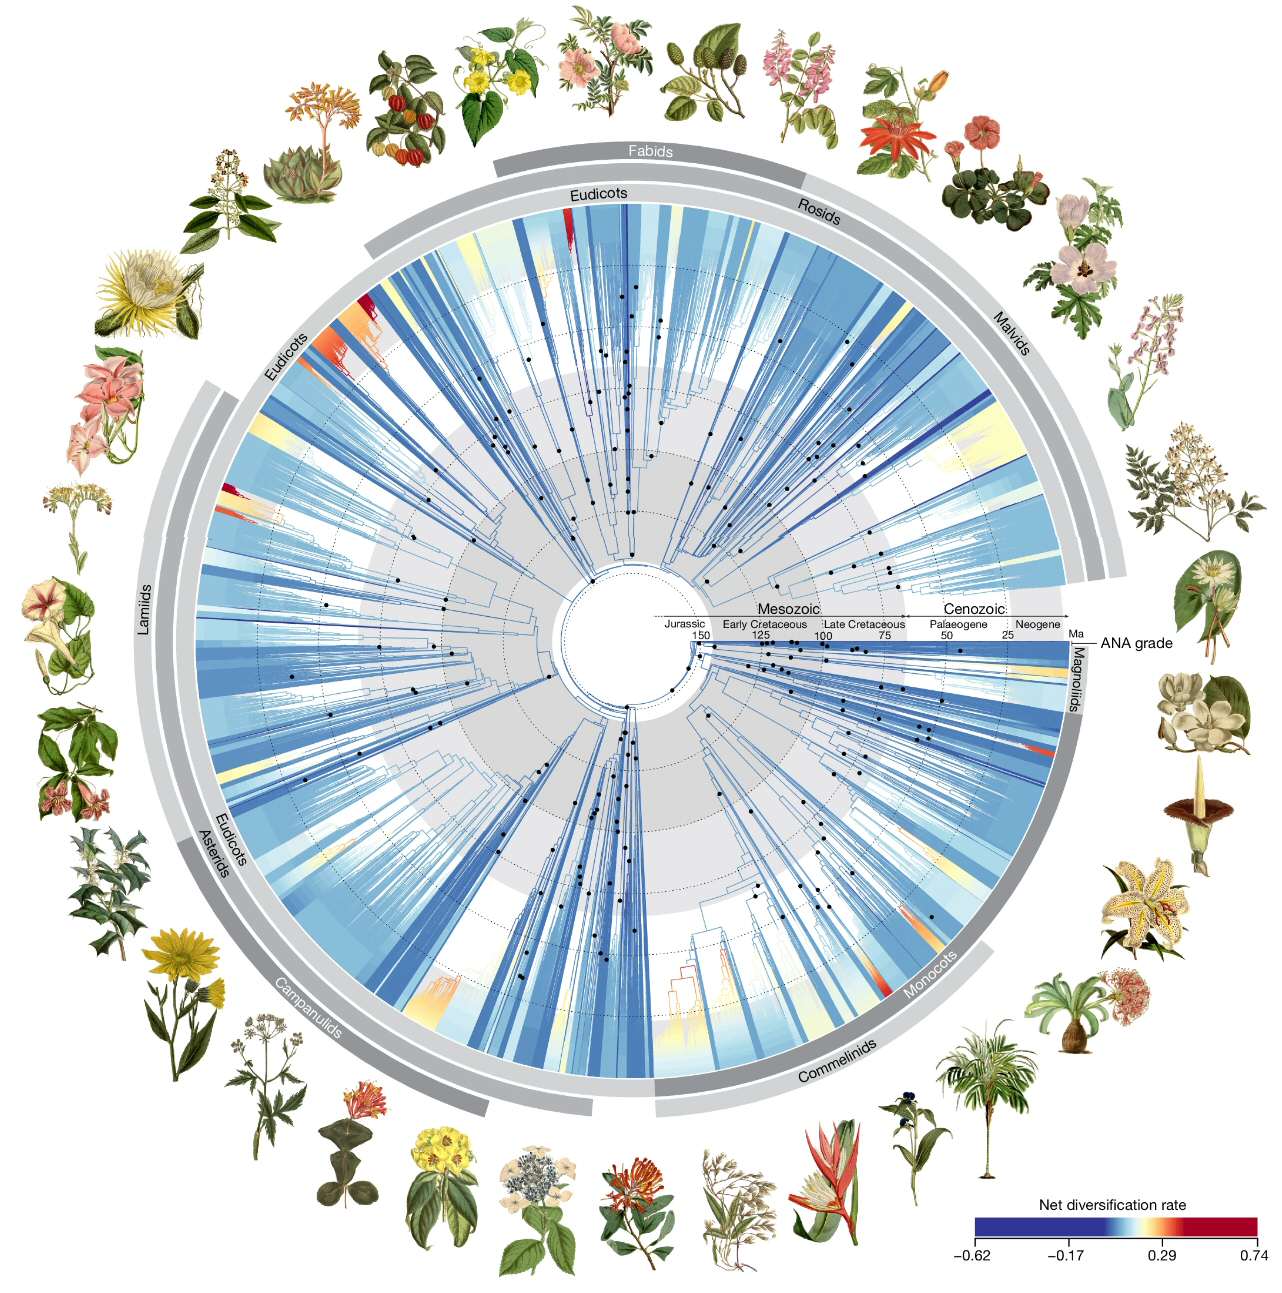 Fabids
Eudicots
Rosids
Malvids
Eudicots
Lamiids
Mesozoic
Cenozoic
Jurassic
Early Cretaceous
Late Cretaceous
Palaeogene
Neogene
150
125
100
75
50
25
Ma
ANA grade
Magnoliids
Eudicots
Asterids
Campanulids
Monocots
Commelinids
Net diversification rate
−0.62
−0.17
0.29
0.74